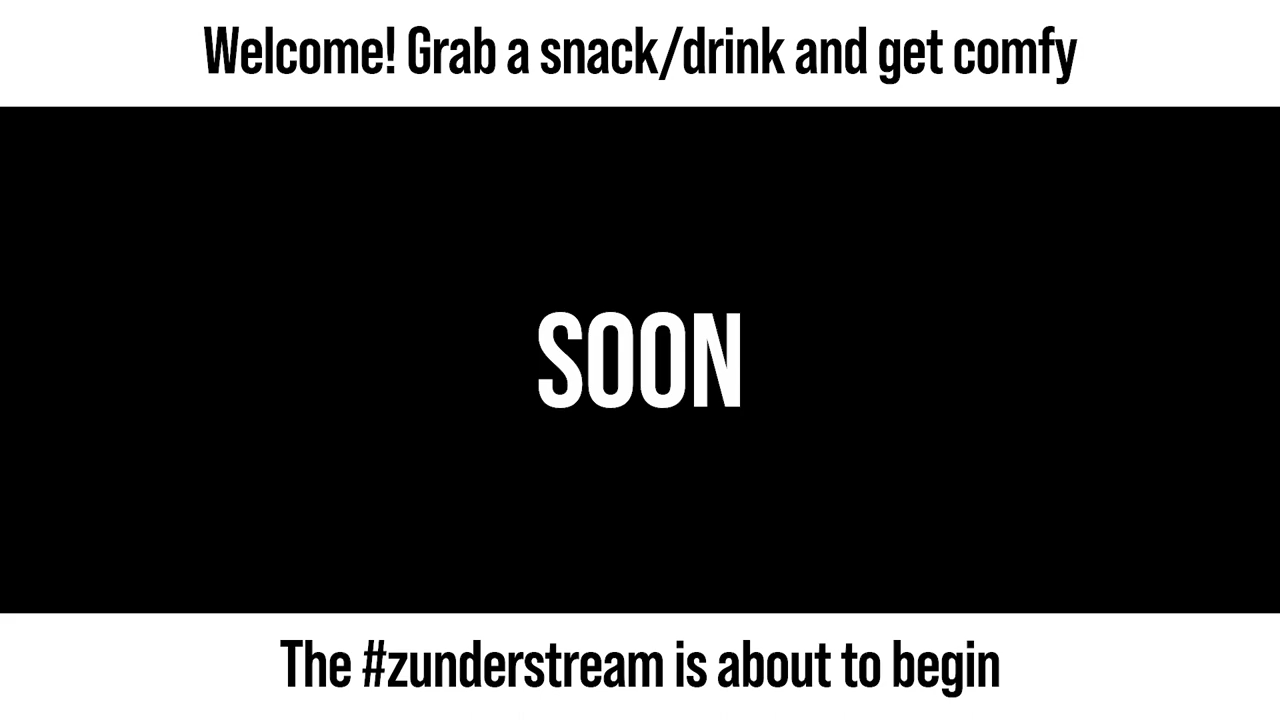 Welcome! Grab a snack/drink and get comfy
SOON
The #zunderstream is about to begin